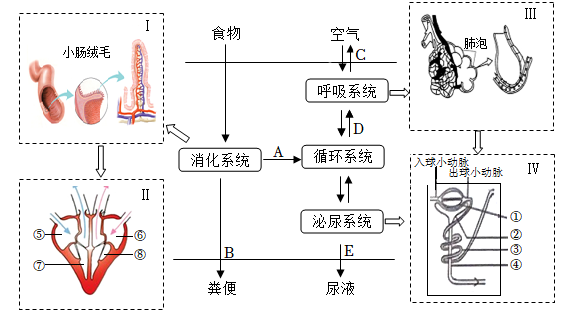 I
小肠绒毛
食物
空气
C
III
肺泡
呼吸系统
D
消化系统
A
循环系统
II
⑤
⑥
⑦
⑧
泌尿系统
B
E
粪便
尿液
IV
入球小动脉
出球小动脉
①
②
③
④